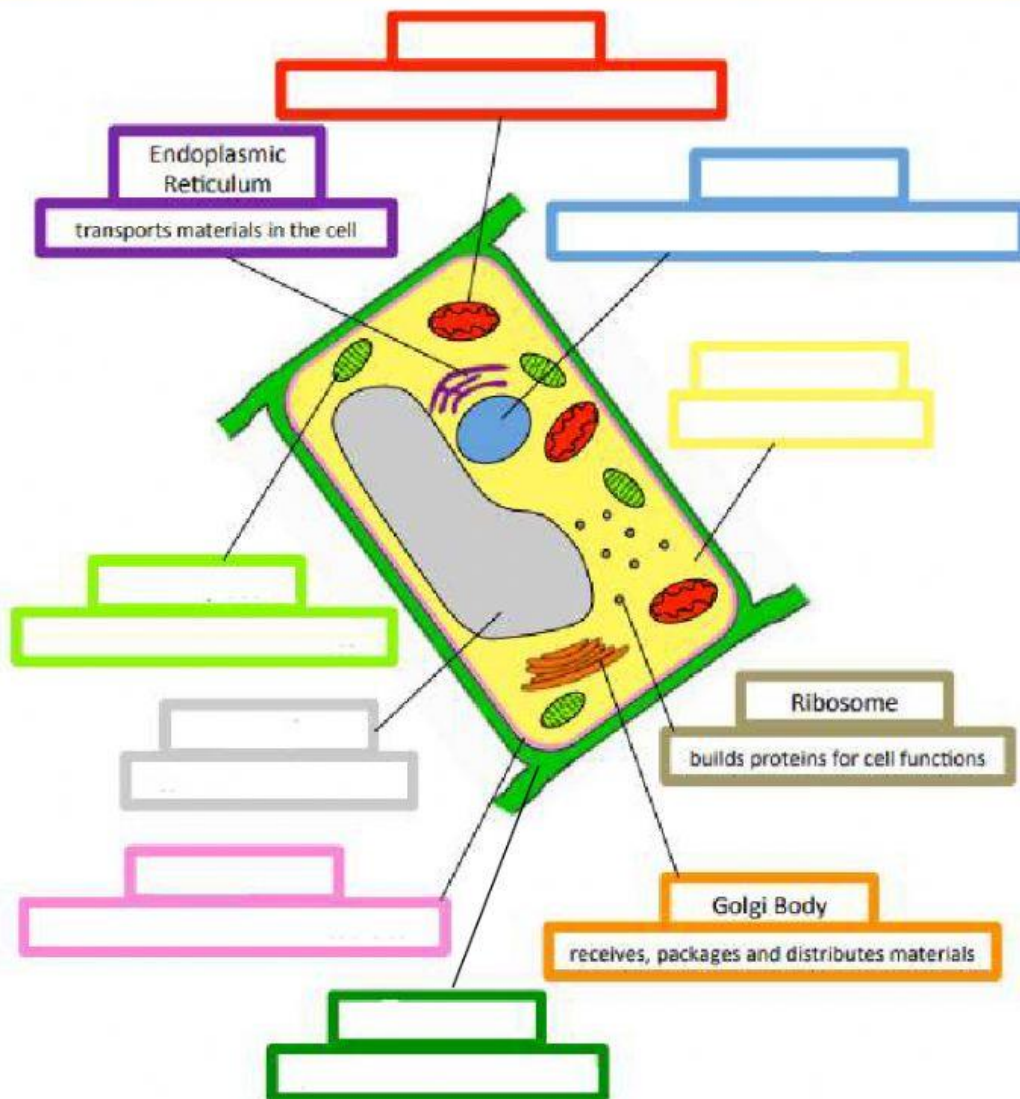 Endoplasmic
Reticulum
transports materials in the cell
Ribosome
builds proteins for cell functions
Golgi Body
receives, packages and distributes materials